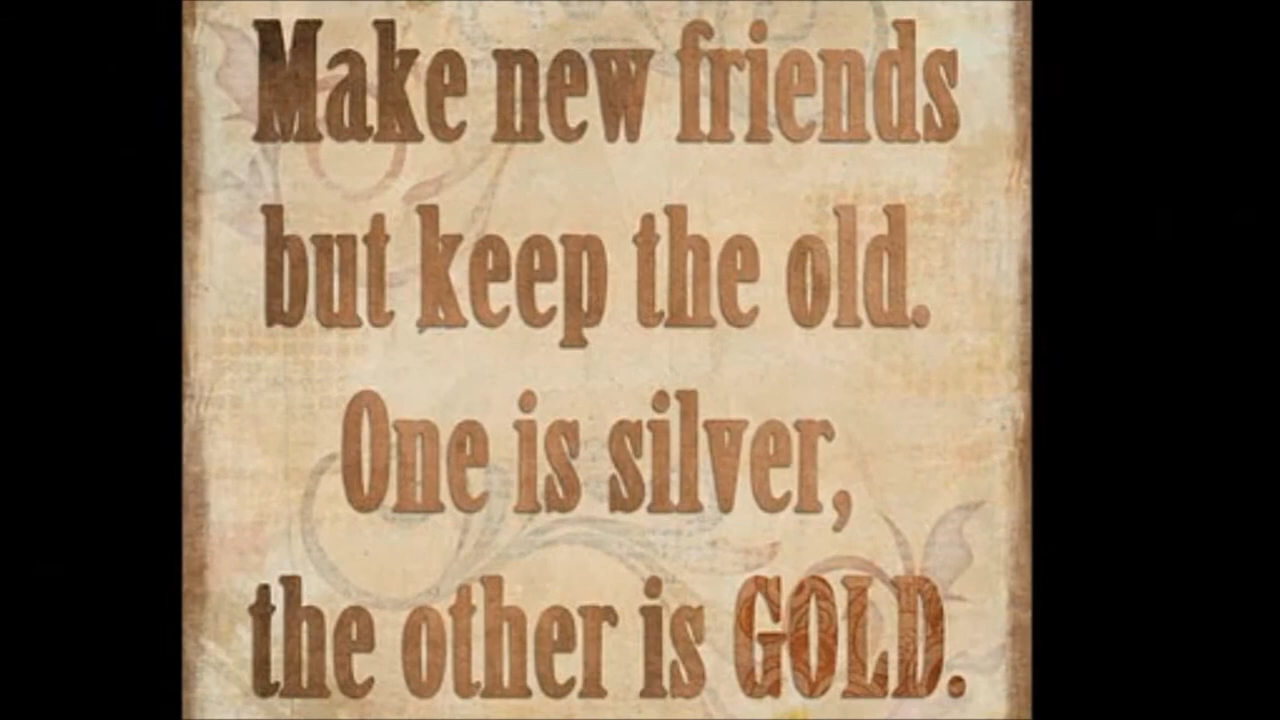 Make new friends
but keep the old.
One is silver,
the other is GOLD.